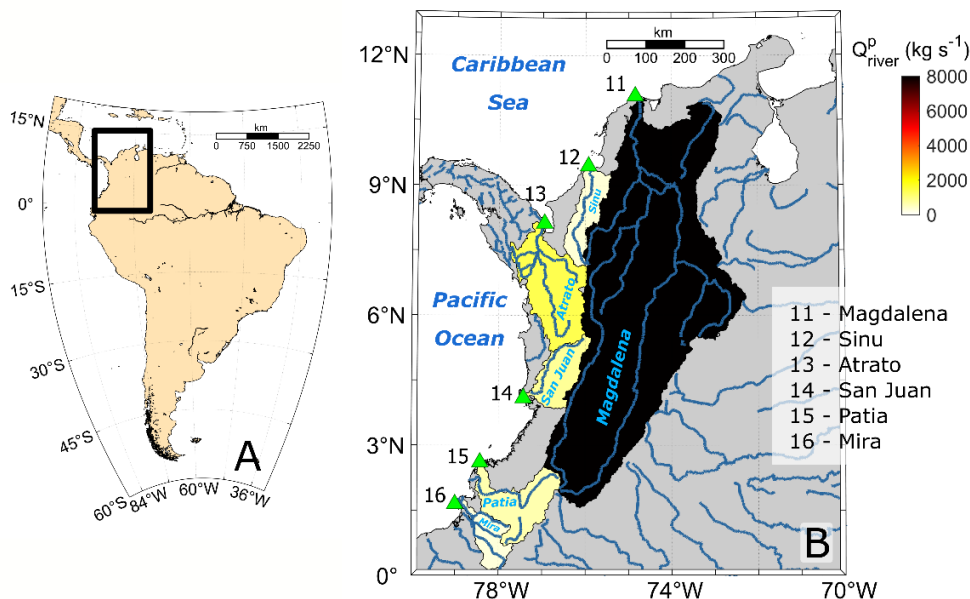 km
0 750 1500 2250
15°N
0°
15°S
30°S
45°S
60°S
84°W
60°W
36°W
A
12°N
9°N
6°N
3°N
0°
78°W
74°W
70°W
km
0 100 200 300
Caribbean
Sea
Pacific
Ocean
11
12
13
14
15
16
Sinu
Atrato
San Juan
Magdalena
Patia
Mira
B
Q^p_river (kg s⁻¹)
8000
6000
4000
2000
0
11 - Magdalena
12 - Sinu
13 - Atrato
14 - San Juan
15 - Patia
16 - Mira